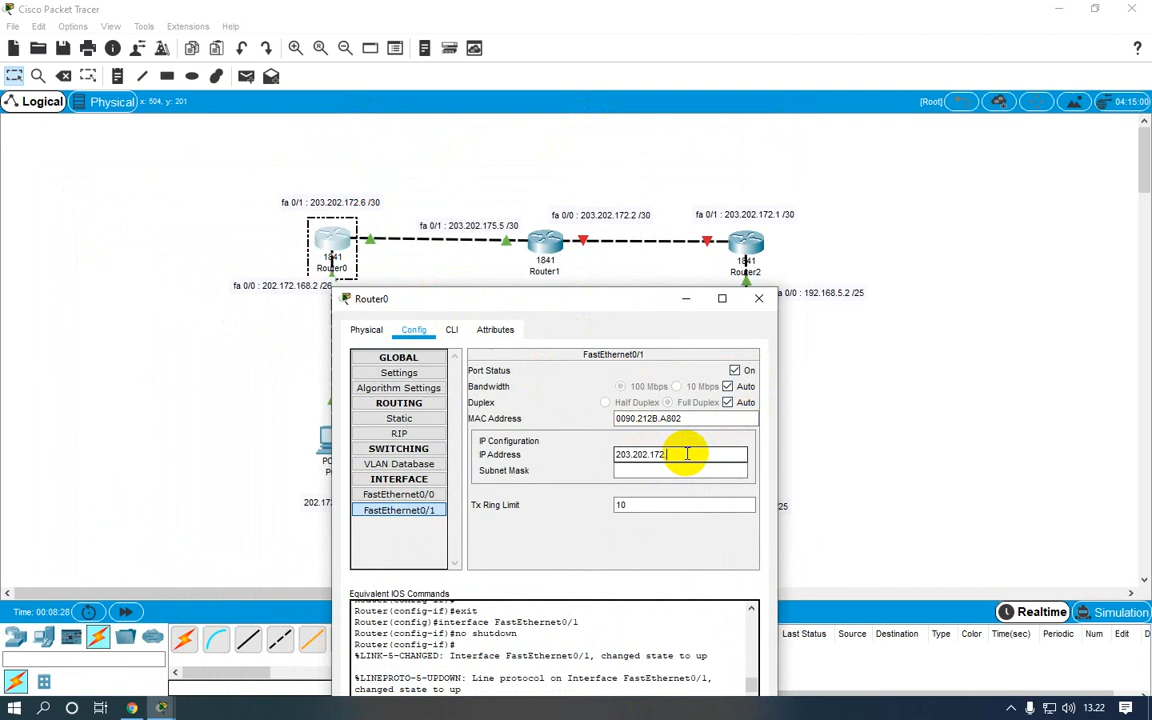 Cisco Packet Tracer
File Edit Options View Tools Extensions Help
Logical Physical x: 504, y: 201 [Root] 04:15:00
fa 0/1 : 203.202.172.6 /30
fa 0/1 : 203.202.175.5 /30
fa 0/0 : 203.202.172.2 /30
fa 0/1 : 203.202.172.1 /30
1841
Router0
1841
Router1
1841
Router2
fa 0/0 : 202.172.168.2 /26
fa 0/0 : 192.168.5.2 /25
Router0
Physical Config CLI Attributes
GLOBAL
Settings
Algorithm Settings
ROUTING
Static
RIP
SWITCHING
VLAN Database
INTERFACE
FastEthernet0/0
FastEthernet0/1
FastEthernet0/1
Port Status On
Bandwidth 100 Mbps 10 Mbps Auto
Duplex Half Duplex Full Duplex Auto
MAC Address 0090.212B.A802
IP Configuration
IP Address 203.202.172.
Subnet Mask
Tx Ring Limit 10
PC
202.17
25
Equivalent IOS Commands
Router(config-if)#
Router(config-if)#exit
Router(config)#interface FastEthernet0/1
Router(config-if)#no shutdown
Router(config-if)#
%LINK-5-CHANGED: Interface FastEthernet0/1, changed state to up
%LINEPROTO-5-UPDOWN: Line protocol on Interface FastEthernet0/1,
changed state to up
Time: 00:08:28 Realtime Simulation
Last Status Source Destination Type Color Time(sec) Periodic Num Edit
13.22